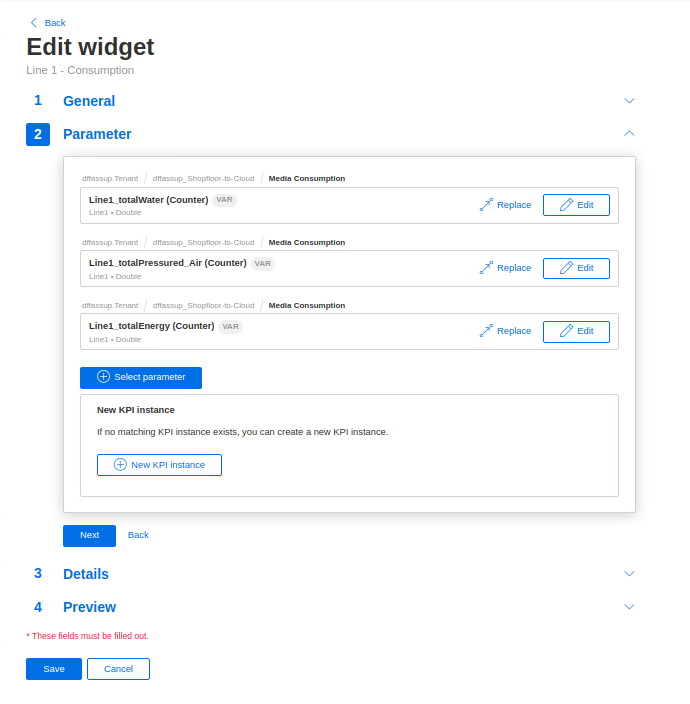 Back
Edit widget
Line 1 - Consumption
1 General
2 Parameter
dffassup.Tenant / dffassup_Shopfloor-to-Cloud / Media Consumption
Line1_totalWater (Counter) VAR
Line1 • Double
Replace Edit
dffassup.Tenant / dffassup_Shopfloor-to-Cloud / Media Consumption
Line1_totalPressured_Air (Counter) VAR
Line1 • Double
Replace Edit
dffassup.Tenant / dffassup_Shopfloor-to-Cloud / Media Consumption
Line1_totalEnergy (Counter) VAR
Line1 • Double
Replace Edit
Select parameter
New KPI instance
If no matching KPI instance exists, you can create a new KPI instance.
New KPI instance
Next Back
3 Details
4 Preview
* These fields must be filled out.
Save Cancel